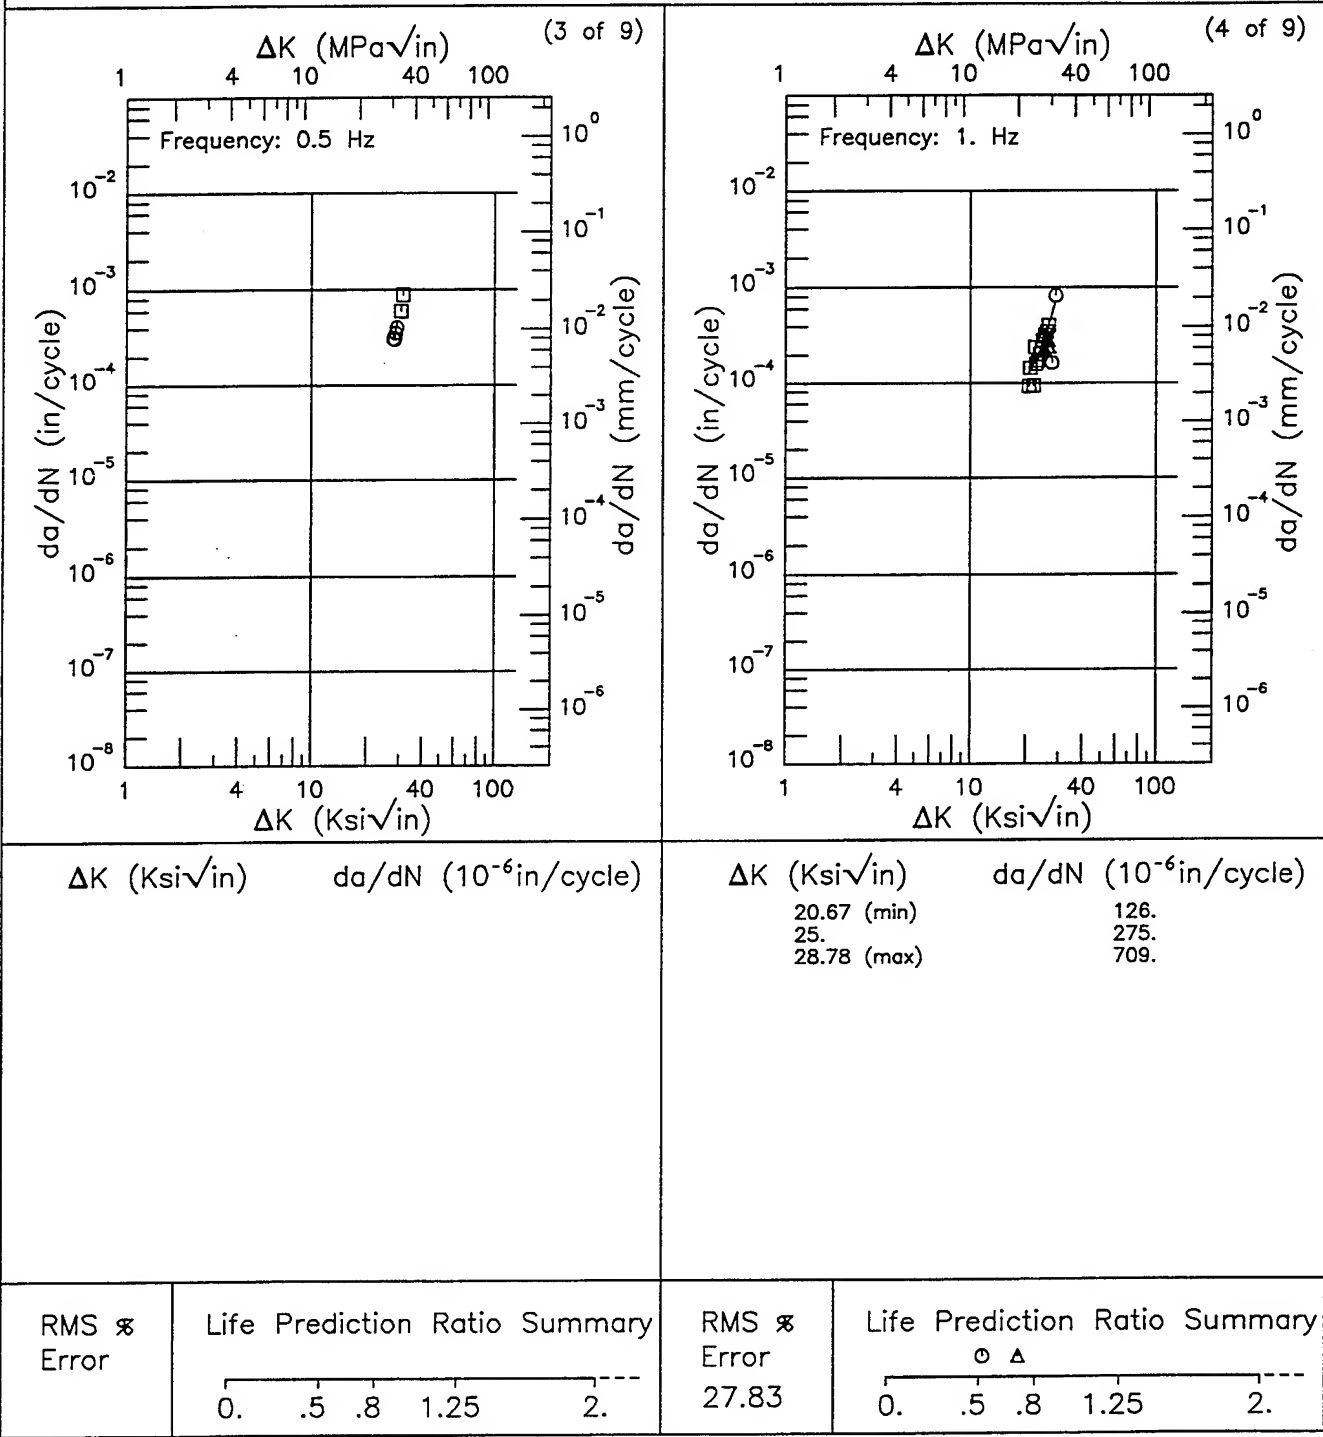 (3 of 9)
ΔK (MPa√in)
1 4 10 40 100
Frequency: 0.5 Hz
10⁻²
10⁻³
10⁻⁴
10⁻⁵
10⁻⁶
10⁻⁷
10⁻⁸
da/dN (in/cycle)
10⁰
10⁻¹
10⁻²
10⁻³
10⁻⁴
10⁻⁵
10⁻⁶
da/dN (mm/cycle)
1 4 10 40 100
ΔK (Ksi√in)
ΔK (Ksi√in) da/dN (10⁻⁶in/cycle)
RMS %
Error
Life Prediction Ratio Summary
0. .5 .8 1.25 2.
(4 of 9)
ΔK (MPa√in)
1 4 10 40 100
Frequency: 1. Hz
10⁻²
10⁻³
10⁻⁴
10⁻⁵
10⁻⁶
10⁻⁷
10⁻⁸
da/dN (in/cycle)
10⁰
10⁻¹
10⁻²
10⁻³
10⁻⁴
10⁻⁵
10⁻⁶
da/dN (mm/cycle)
1 4 10 40 100
ΔK (Ksi√in)
ΔK (Ksi√in) da/dN (10⁻⁶in/cycle)
20.67 (min) 126.
25. 275.
28.78 (max) 709.
RMS %
Error
27.83
Life Prediction Ratio Summary
0. .5 .8 1.25 2.